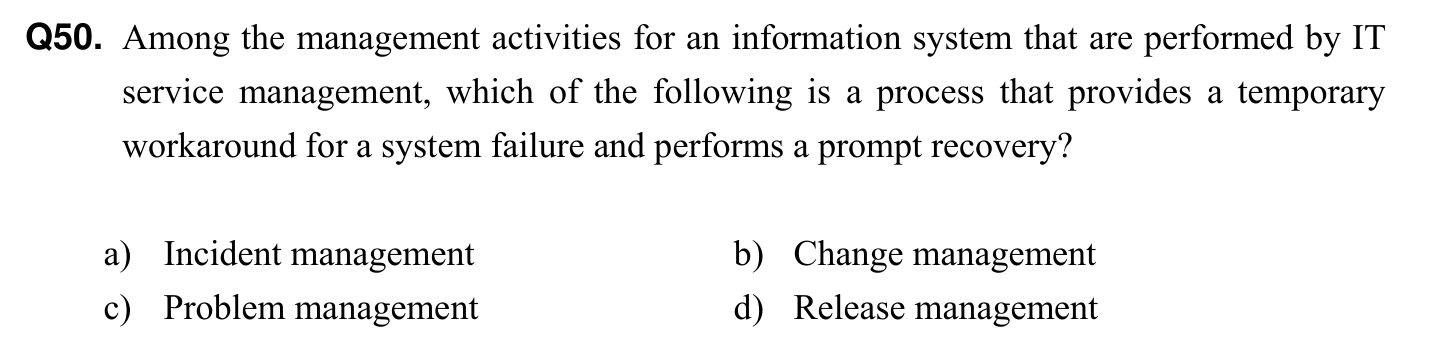 Q50. Among the management activities for an information system that are performed by IT
service management, which of the following is a process that provides a temporary
workaround for a system failure and performs a prompt recovery?
a) Incident management b) Change management
c) Problem management d) Release management